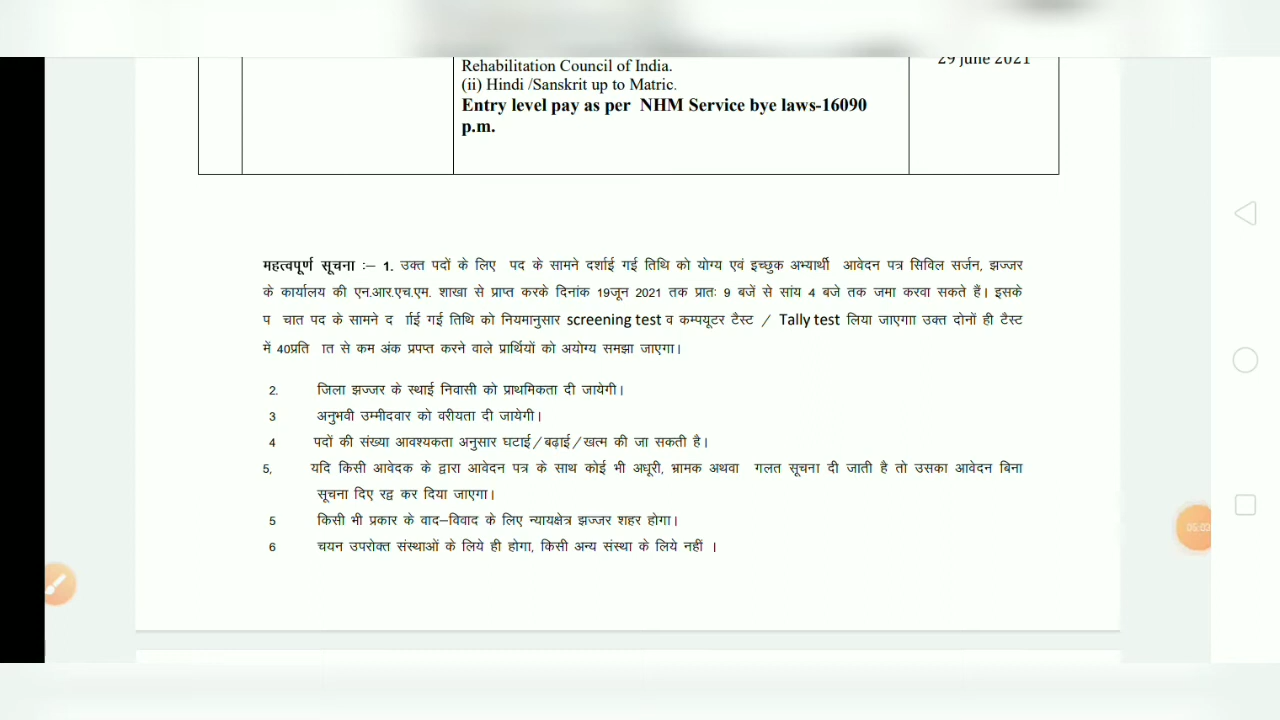 Rehabilitation Council of India.
29 june 2021
(ii) Hindi /Sanskrit up to Matric.
Entry level pay as per NHM Service bye laws-16090
p.m.
महत्वपूर्ण सूचना :– 1. उक्त पदों के लिए पद के सामने दर्शाई गई तिथि को योग्य एवं इच्छुक अभ्यार्थी आवेदन पत्र सिविल सर्जन, झज्जर
के कार्यालय की एन.आर.एच.एम. शाखा से प्राप्त करके दिनांक 19जून 2021 तक प्रातः 9 बजें से सांय 4 बजे तक जमा करवा सकते हैं। इसके
प चात पद के सामने द र्ाई गई तिथि को नियमानुसार screening test व कम्पयूटर टैस्ट / Tally test लिया जाएगाा उक्त दोनों ही टैस्ट
में 40प्रति ात से कम अंक प्रपप्त करने वाले प्रार्थियों को अयोग्य समझा जाएगा।
2. जिला झज्जर के स्थाई निवासी को प्राथमिकता दी जायेगी।
3 अनुभवी उम्मीदवार को वरीयता दी जायेगी।
4 पदों की संख्या आवश्यकता अनुसार घटाई/बढ़ाई/खत्म की जा सकती है।
5, यदि किसी आवेदक के द्वारा आवेदन पत्र के साथ कोई भी अधूरी, भ्रामक अथवा गलत सूचना दी जाती है तो उसका आवेदन बिना
सूचना दिए रद्व कर दिया जाएगा।
5 किसी भी प्रकार के वाद–विवाद के लिए न्यायक्षेत्र झज्जर शहर होगा।
6 चयन उपरोक्त संस्थाओं के लिये ही होगा, किसी अन्य संस्था के लिये नहीं ।